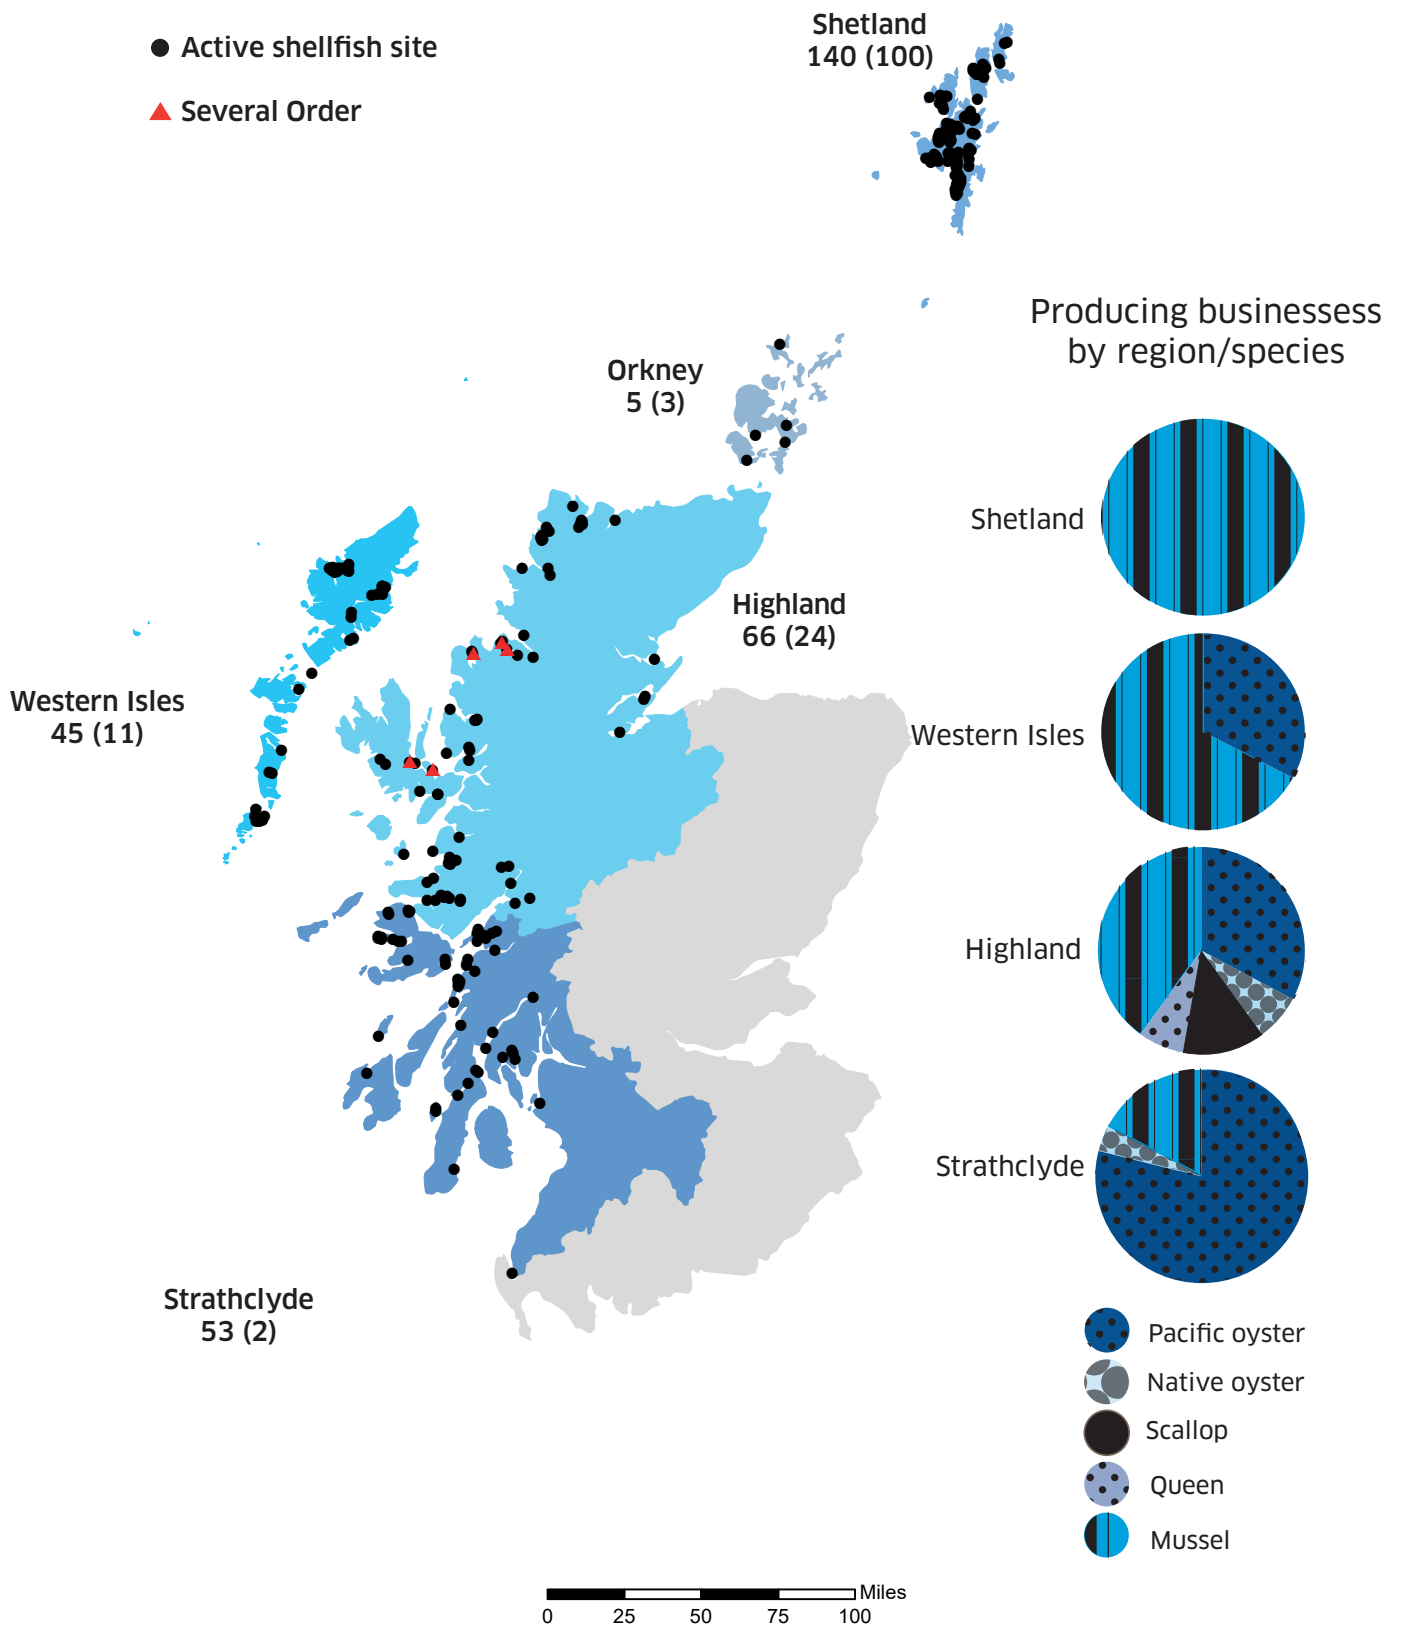 Active shellfish site
Several Order
Shetland
140 (100)
Orkney
5 (3)
Highland
66 (24)
Western Isles
45 (11)
Strathclyde
53 (2)
Producing businessess
by region/species
Shetland
Western Isles
Highland
Strathclyde
Pacific oyster
Native oyster
Scallop
Queen
Mussel
Miles
0 25 50 75 100